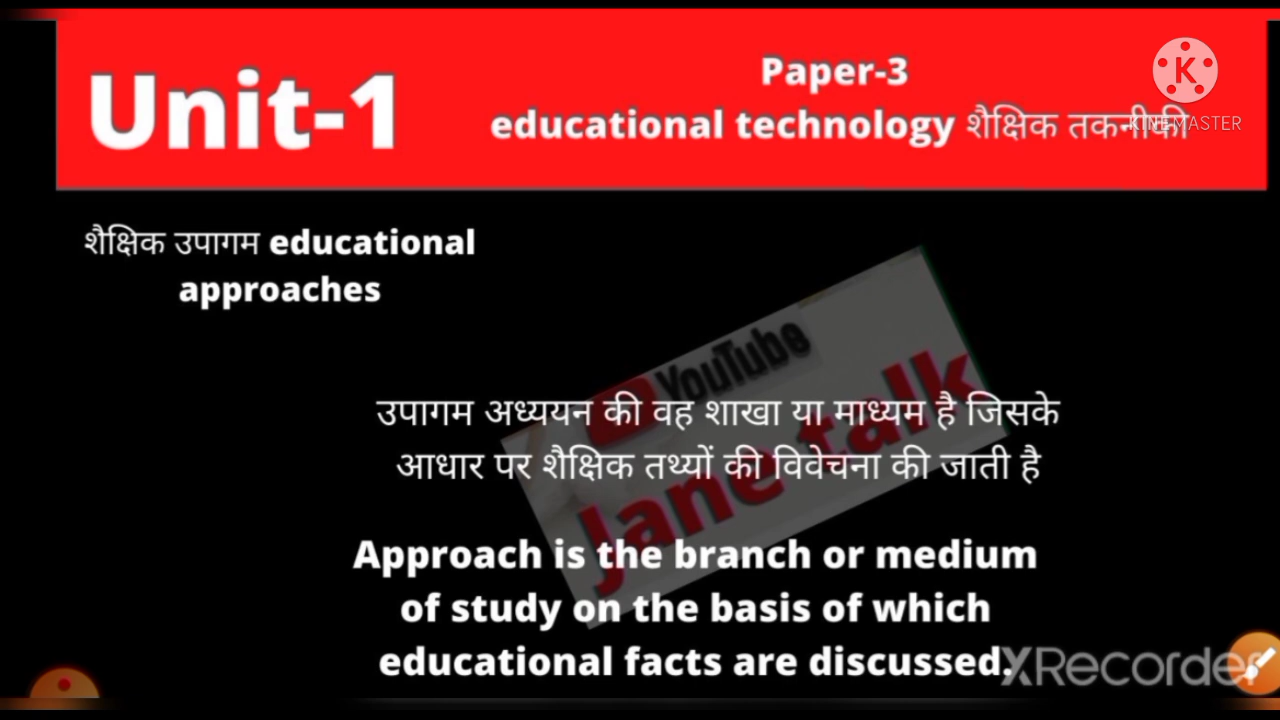 Unit-1
Paper-3
educational technology शैक्षिक तकनीकी
K
KINEMASTER
शैक्षिक उपागम educational
approaches
YouTube
Jane talk
उपागम अध्ययन की वह शाखा या माध्यम है जिसके
आधार पर शैक्षिक तथ्यों की विवेचना की जाती है
Approach is the branch or medium
of study on the basis of which
educational facts are discussed.
XRecorder